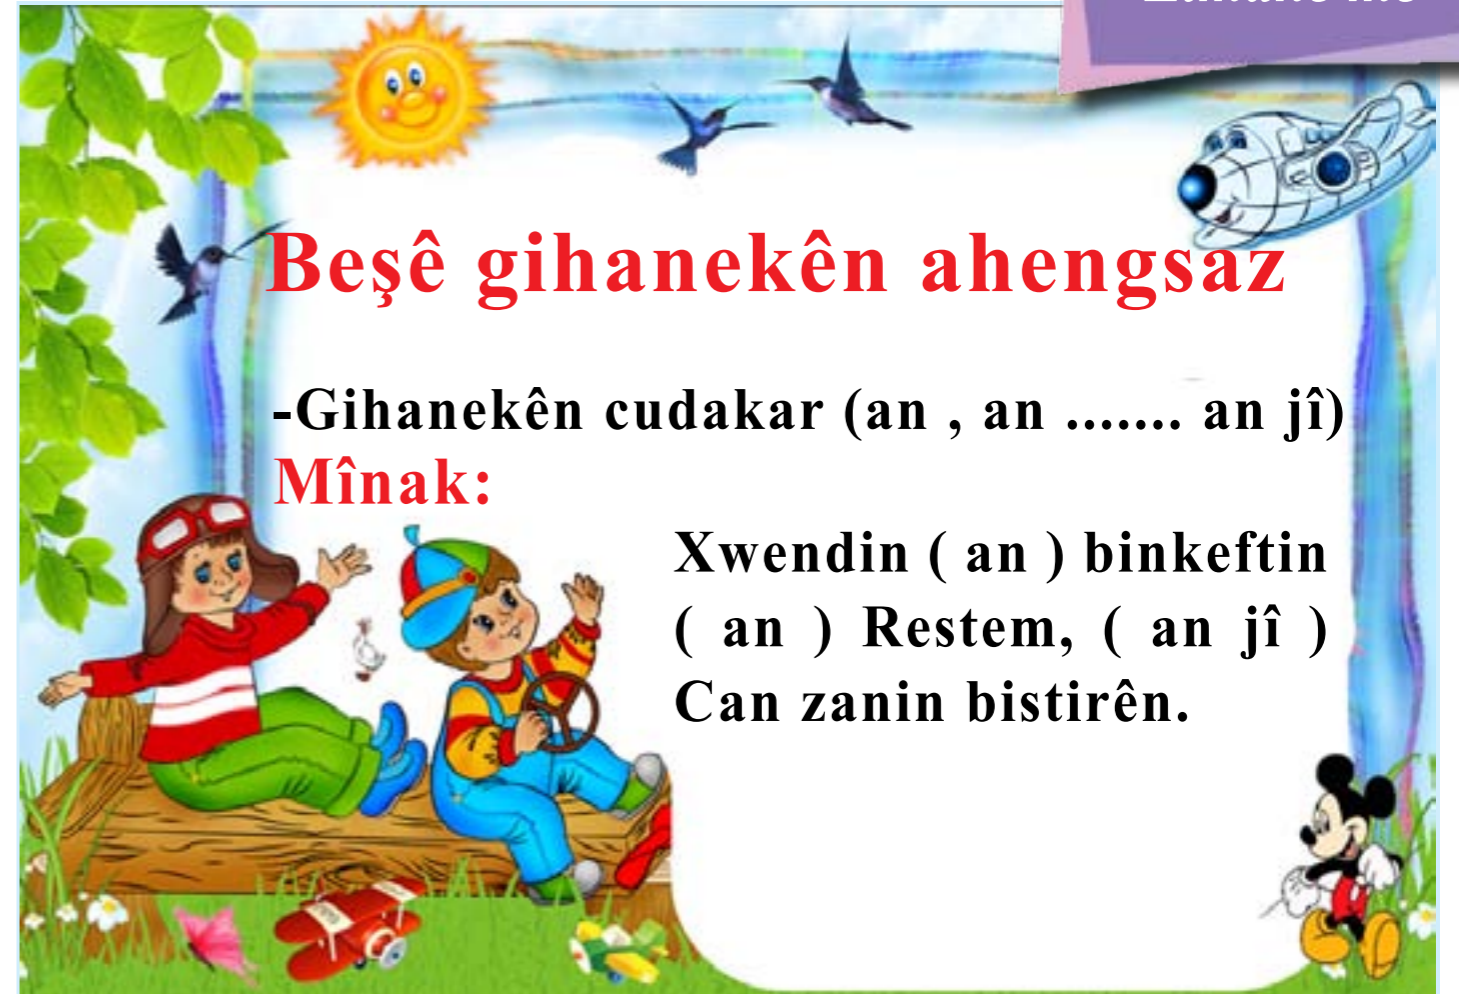 Beşê gihanekên ahengsaz
-Gihanekên cudakar (an , an ....... an jî)
Mînak:
Xwendin ( an ) binkeftin
( an ) Restem, ( an jî )
Can zanin bistirên.